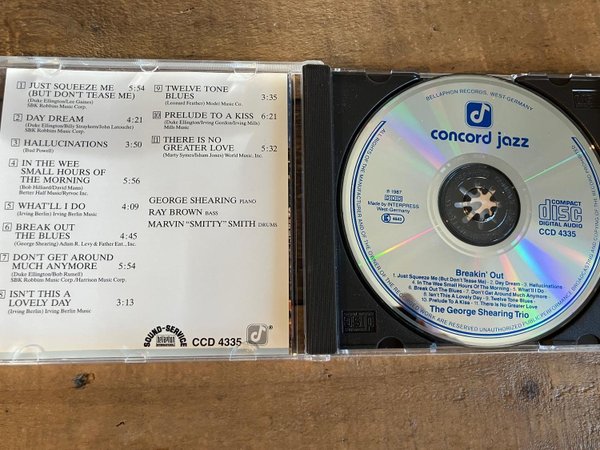 1 JUST SQUEEZE ME 5:54
(BUT DON'T TEASE ME)
(Duke Ellington/Lee Gaines)
SBK Robbins Music Corp.
2 DAY DREAM 4:21
(Duke Ellington/Billy Strayhorn/John Latouche)
SBK Robbins Music Corp.
3 HALLUCINATIONS 3:50
(Bud Powell)
4 IN THE WEE
SMALL HOURS OF
THE MORNING 5:56
(Bob Hilliard/David Mann)
Better Half Music/Rytvoc Inc.
5 WHAT'LL I DO 4:09
(Irving Berlin) Irving Berlin Music
6 BREAK OUT
THE BLUES 4:45
(George Shearing) Adam R. Levy & Father Ent., Inc.
7 DON'T GET AROUND
MUCH ANYMORE 5:54
(Duke Ellington/Bob Russell)
SBK Robbins Music Corp./Harrison Music Corp.
8 ISN'T THIS A
LOVELY DAY 3:13
(Irving Berlin) Irving Berlin Music
9 TWELVE TONE
BLUES 3:35
(Leonard Feather) Model Music Co.
10 PRELUDE TO A KISS 6:21
(Duke Ellington/Irving Gordon/Irving Mills)
Mills Music
11 THERE IS NO
GREATER LOVE 5:32
(Marty Symes/Isham Jones) World Music, Inc.
GEORGE SHEARING PIANO
RAY BROWN BASS
MARVIN "SMITTY" SMITH DRUMS
SOUND-SERVICE
CCD 4335
BELLAPHON RECORDS, WEST-GERMANY
concord jazz
℗ 1987
Made by INTERPRESS
West-Germany
COMPACT
disc
DIGITAL AUDIO
CCD 4335
Breakin' Out
1. Just Squeeze Me (But Don't Tease Me) · 2. Day Dream · 3. Hallucinations
4. In The Wee Small Hours Of The Morning · 5. What'll I Do
6. Break Out The Blues · 7. Don't Get Around Much Anymore
8. Isn't This A Lovely Day · 9. Twelve Tone Blues
10. Prelude To A Kiss · 11. There Is No Greater Love
The George Shearing Trio